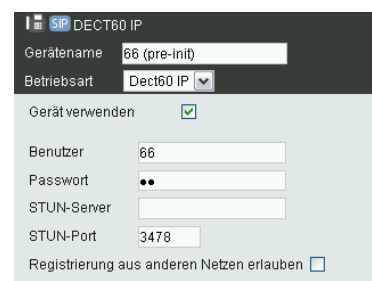 SIP DECT60 IP
Gerätename 66 (pre-init)
Betriebsart Dect60 IP
Gerät verwenden
Benutzer 66
Passwort ●●
STUN-Server
STUN-Port 3478
Registrierung aus anderen Netzen erlauben